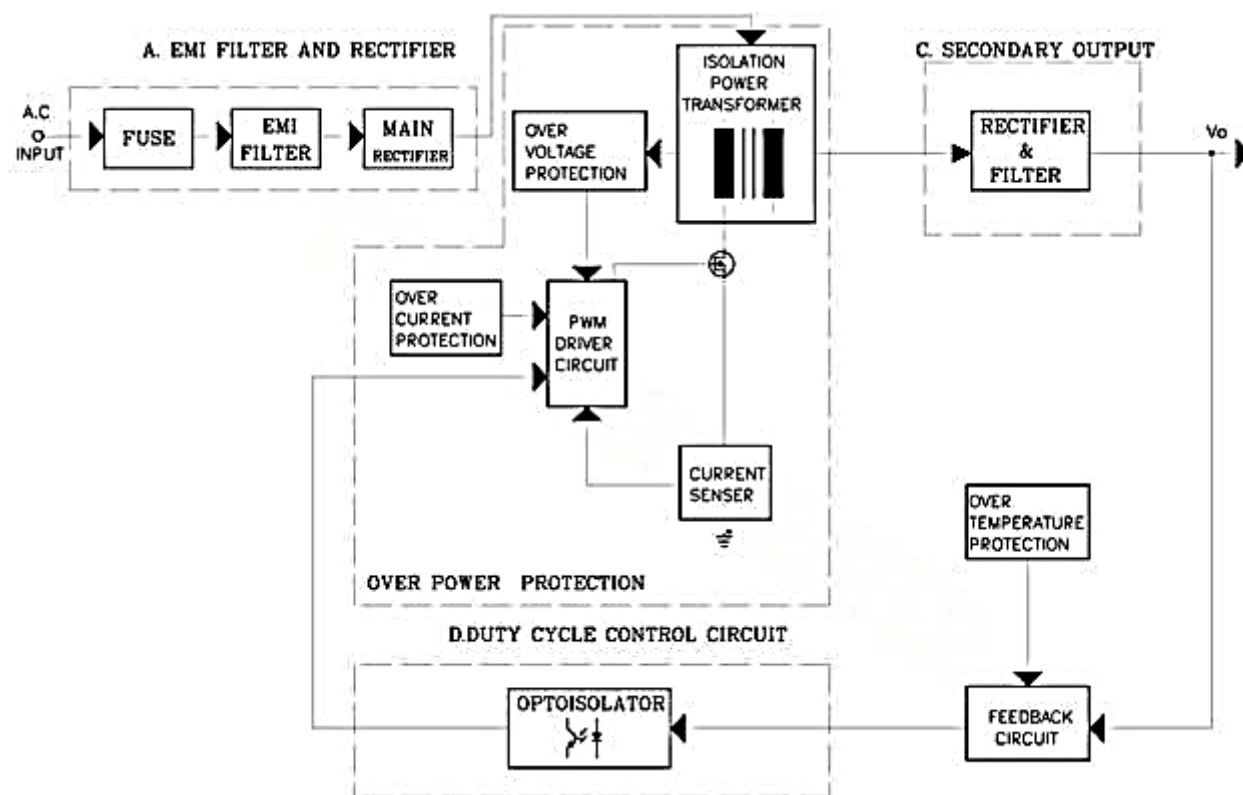 A. EMI FILTER AND RECTIFIER
A.C
INPUT
FUSE
EMI
FILTER
MAIN
RECTIFIER
OVER
VOLTAGE
PROTECTION
ISOLATION
POWER
TRANSFORMER
C. SECONDARY OUTPUT
RECTIFIER
&
FILTER
Vo
OVER
CURRENT
PROTECTION
PWM
DRIVER
CIRCUIT
CURRENT
SENSER
OVER
TEMPERATURE
PROTECTION
OVER POWER PROTECTION
D.DUTY CYCLE CONTROL CIRCUIT
OPTOISOLATOR
FEEDBACK
CIRCUIT